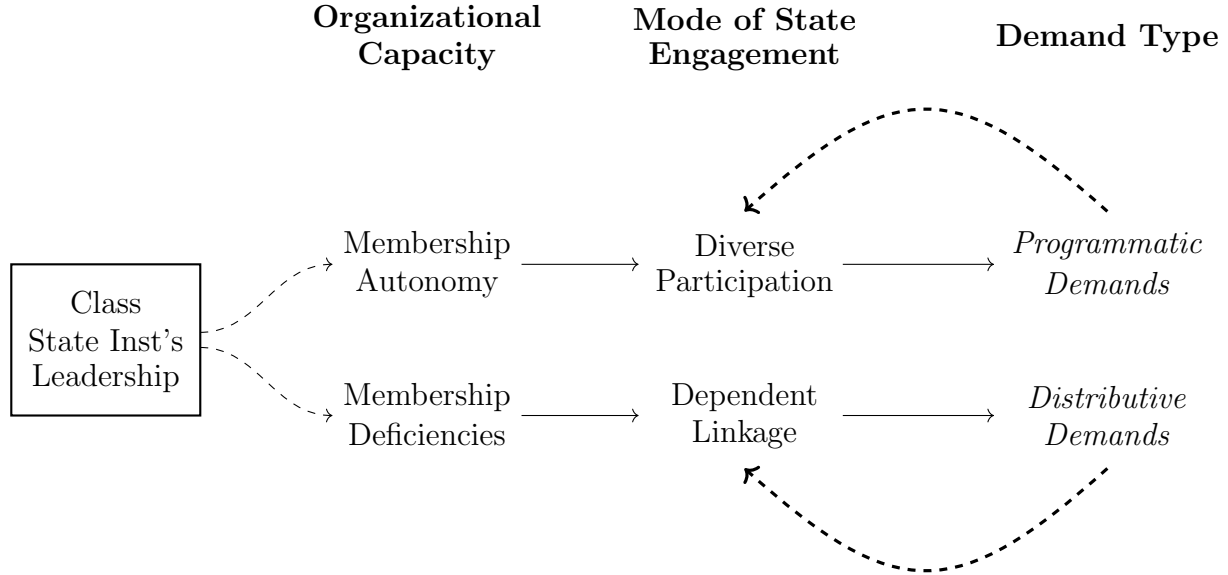 Organizational
Capacity
Mode of State
Engagement
Demand Type
Membership
Autonomy
Diverse
Participation
Programmatic
Demands
Class
State Inst's
Leadership
Membership
Deficiencies
Dependent
Linkage
Distributive
Demands